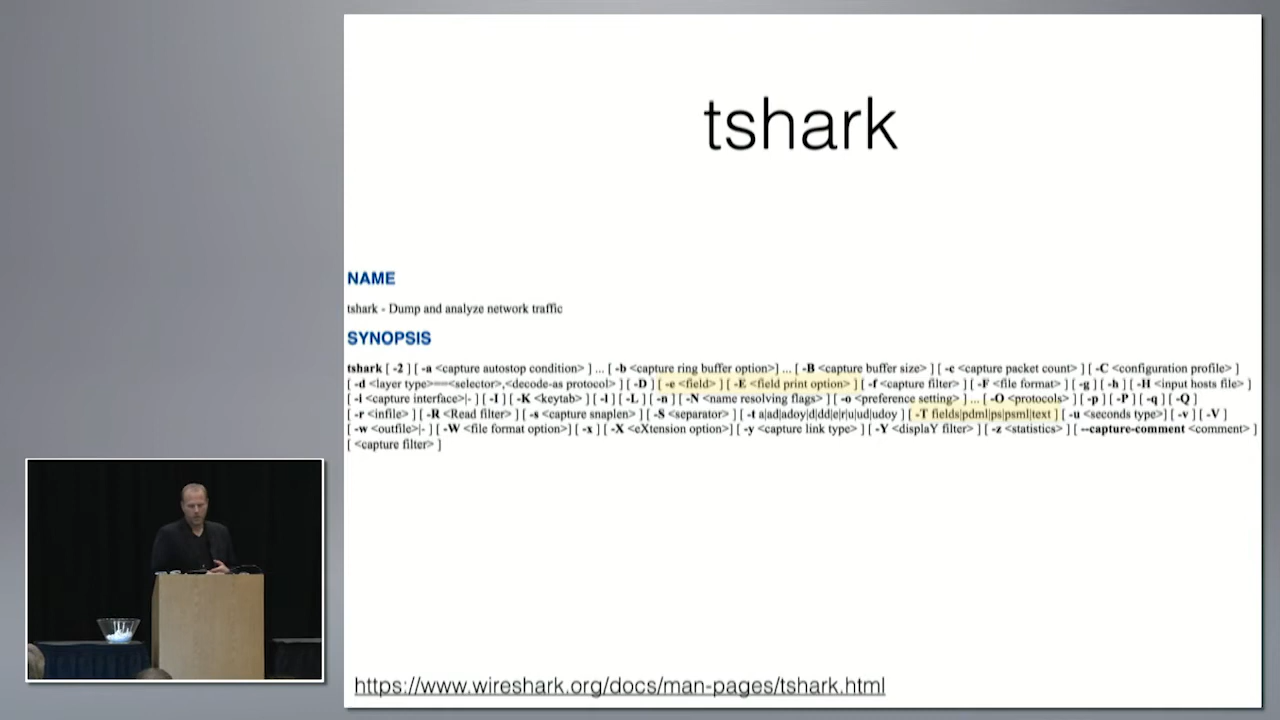 tshark
NAME
tshark - Dump and analyze network traffic
SYNOPSIS
tshark [ -2 ] [ -a <capture autostop condition> ] ... [ -b <capture ring buffer option>] ... [ -B <capture buffer size> ] [ -c <capture packet count> ] [ -C <configuration profile> ]
[ -d <layer type>==<selector>,<decode-as protocol> ] [ -D ] [ -e <field> ] [ -E <field print option> ] [ -f <capture filter> ] [ -F <file format> ] [ -g ] [ -h ] [ -H <input hosts file> ]
[ -i <capture interface>|- ] [ -I ] [ -K <keytab> ] [ -l ] [ -L ] [ -n ] [ -N <name resolving flags> ] [ -o <preference setting> ] ... [ -O <protocols> ] [ -p ] [ -P ] [ -q ] [ -Q ]
[ -r <infile> ] [ -R <Read filter> ] [ -s <capture snaplen> ] [ -S <separator> ] [ -t a|ad|adoy|d|dd|e|r|u|ud|udoy ] [ -T fields|pdml|ps|psml|text ] [ -u <seconds type>] [ -v ] [ -V ]
[ -w <outfile>|- ] [ -W <file format option>] [ -x ] [ -X <eXtension option>] [ -y <capture link type> ] [ -Y <displaY filter> ] [ -z <statistics> ] [ --capture-comment <comment> ]
[ <capture filter> ]
https://www.wireshark.org/docs/man-pages/tshark.html